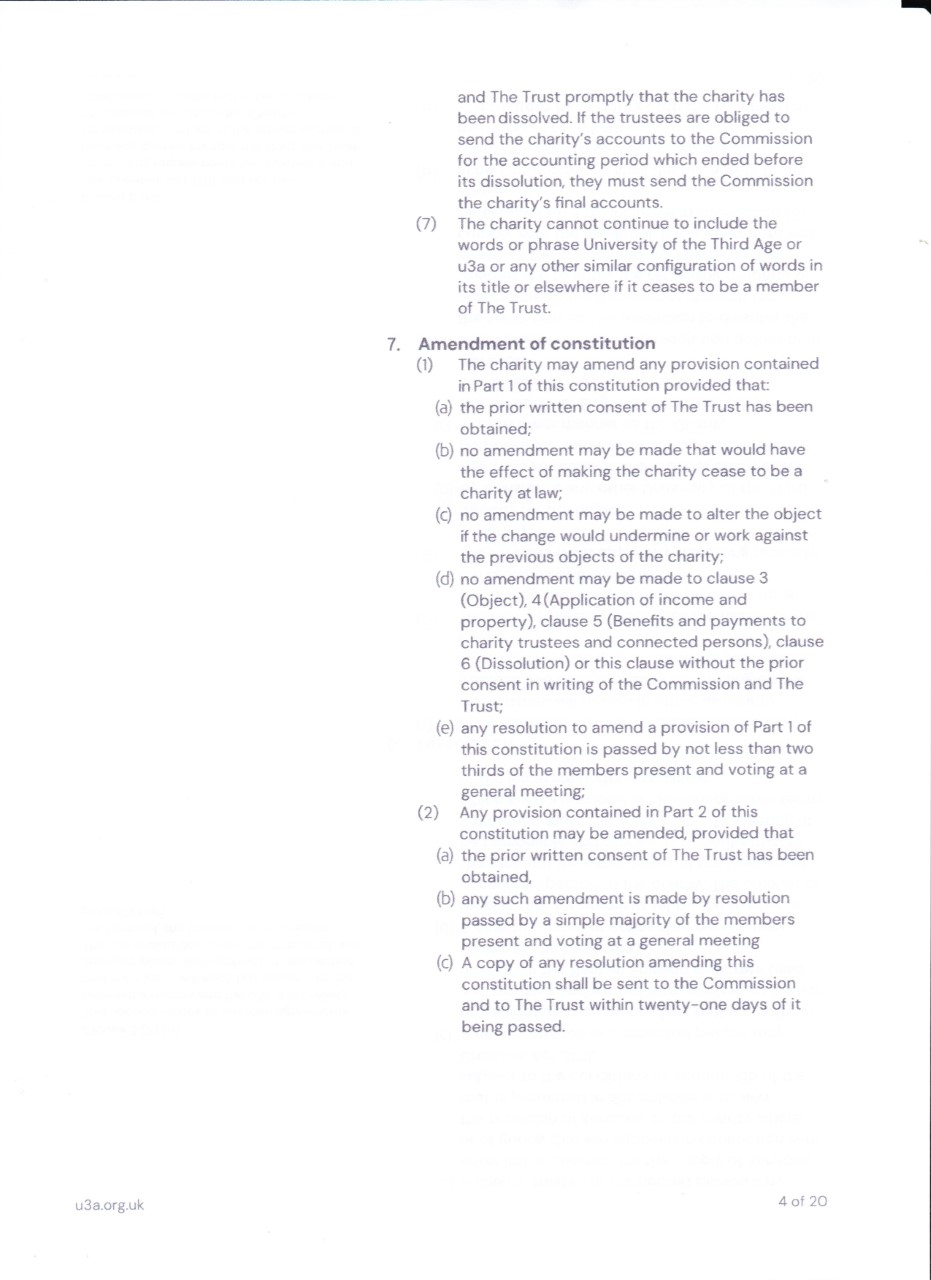 and The Trust promptly that the charity has
been dissolved. If the trustees are obliged to
send the charity's accounts to the Commission
for the accounting period which ended before
its dissolution, they must send the Commission
the charity's final accounts.
(7) The charity cannot continue to include the
words or phrase University of the Third Age or
u3a or any other similar configuration of words in
its title or elsewhere if it ceases to be a member
of The Trust.
7. Amendment of constitution
(1) The charity may amend any provision contained
in Part 1 of this constitution provided that:
(a) the prior written consent of The Trust has been
obtained;
(b) no amendment may be made that would have
the effect of making the charity cease to be a
charity at law;
(c) no amendment may be made to alter the object
if the change would undermine or work against
the previous objects of the charity;
(d) no amendment may be made to clause 3
(Object), 4 (Application of income and
property), clause 5 (Benefits and payments to
charity trustees and connected persons), clause
6 (Dissolution) or this clause without the prior
consent in writing of the Commission and The
Trust;
(e) any resolution to amend a provision of Part 1 of
this constitution is passed by not less than two
thirds of the members present and voting at a
general meeting;
(2) Any provision contained in Part 2 of this
constitution may be amended, provided that
(a) the prior written consent of The Trust has been
obtained,
(b) any such amendment is made by resolution
passed by a simple majority of the members
present and voting at a general meeting
(c) A copy of any resolution amending this
constitution shall be sent to the Commission
and to The Trust within twenty-one days of it
being passed.
u3a.org.uk
4 of 20